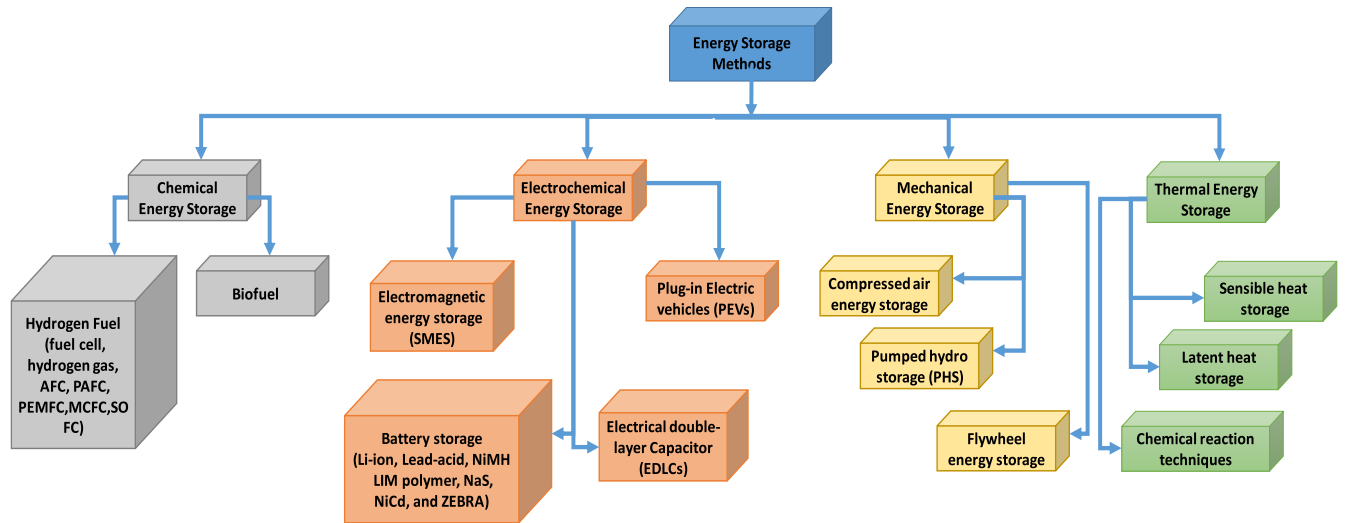 Energy Storage
Methods
Chemical
Energy Storage
Electrochemical
Energy Storage
Mechanical
Energy Storage
Thermal Energy
Storage
Hydrogen Fuel
(fuel cell,
hydrogen gas,
AFC, PAFC,
PEMFC,MCFC,SO
FC)
Biofuel
Electromagnetic
energy storage
(SMES)
Plug-in Electric
vehicles (PEVs)
Battery storage
(Li-ion, Lead-acid, NiMH
LIM polymer, NaS,
NiCd, and ZEBRA)
Electrical double-
layer Capacitor
(EDLCs)
Compressed air
energy storage
Pumped hydro
storage (PHS)
Flywheel
energy storage
Sensible heat
storage
Latent heat
storage
Chemical reaction
techniques